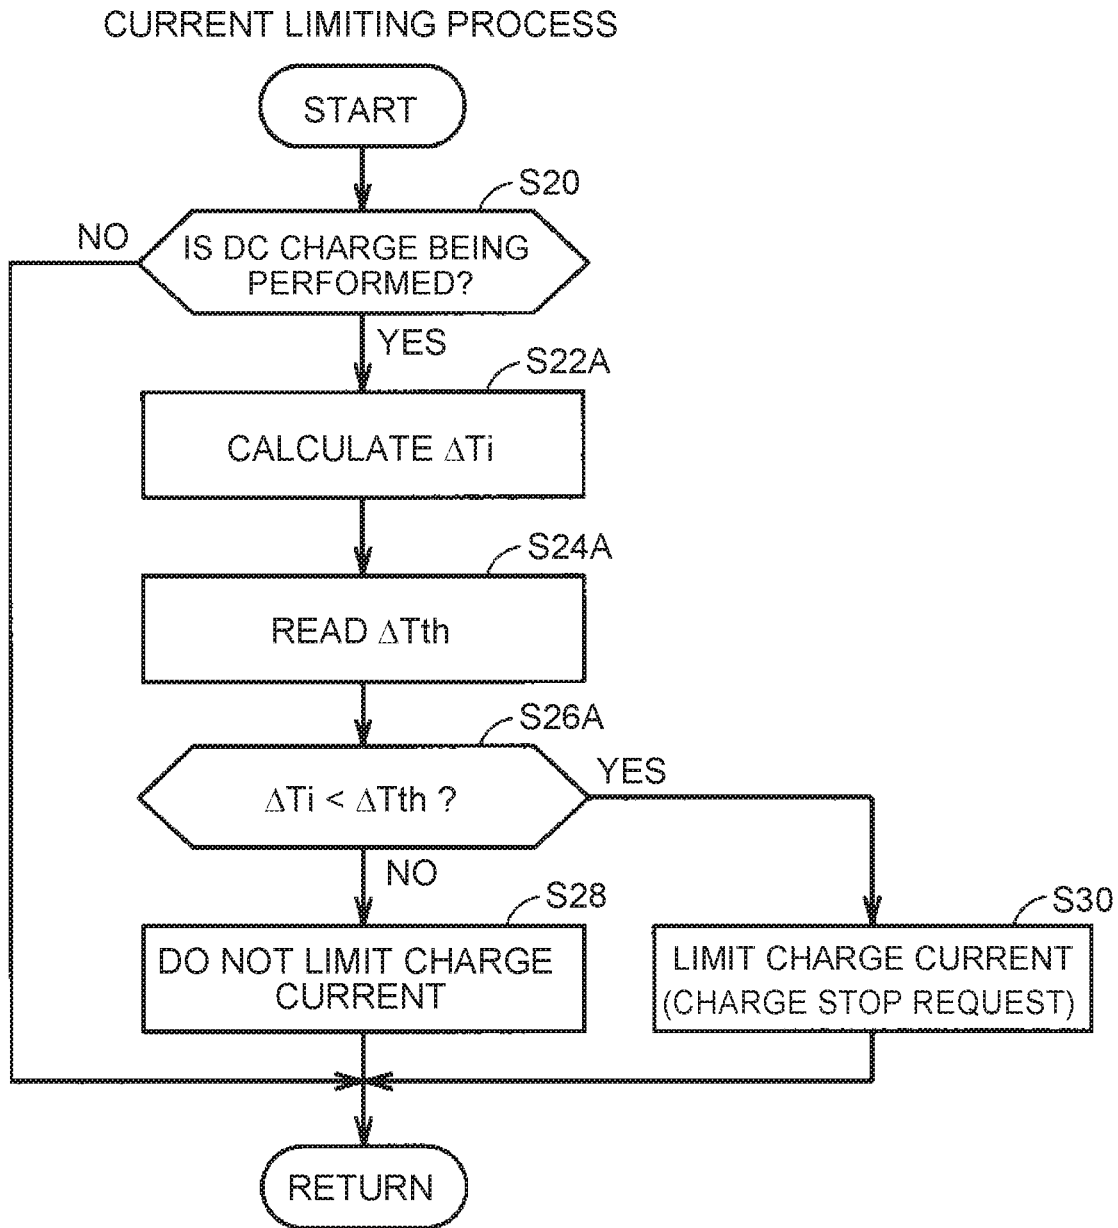 CURRENT LIMITING PROCESS
START
S20
NO
IS DC CHARGE BEING
PERFORMED?
YES
S22A
CALCULATE ΔTi
S24A
READ ΔTth
S26A
ΔTi < ΔTth ?
YES
NO
S28
DO NOT LIMIT CHARGE
CURRENT
S30
LIMIT CHARGE CURRENT
(CHARGE STOP REQUEST)
RETURN